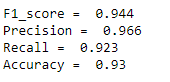 F1_score =  0.944
Precision =  0.966
Recall =  0.923
Accuracy =  0.93